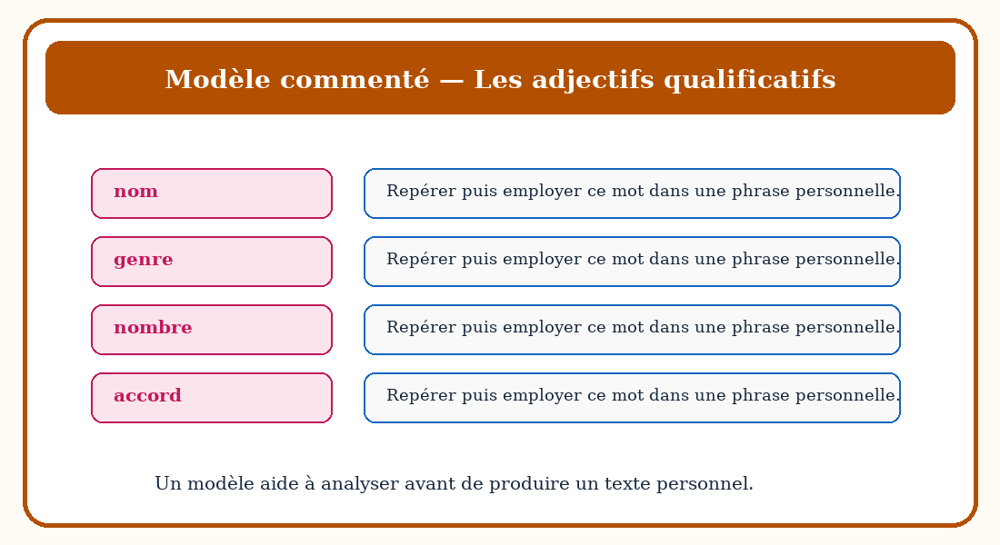 Modèle commenté — Les adjectifs qualificatifs
nom
Repérer puis employer ce mot dans une phrase personnelle.
genre
Repérer puis employer ce mot dans une phrase personnelle.
nombre
Repérer puis employer ce mot dans une phrase personnelle.
accord
Repérer puis employer ce mot dans une phrase personnelle.
Un modèle aide à analyser avant de produire un texte personnel.